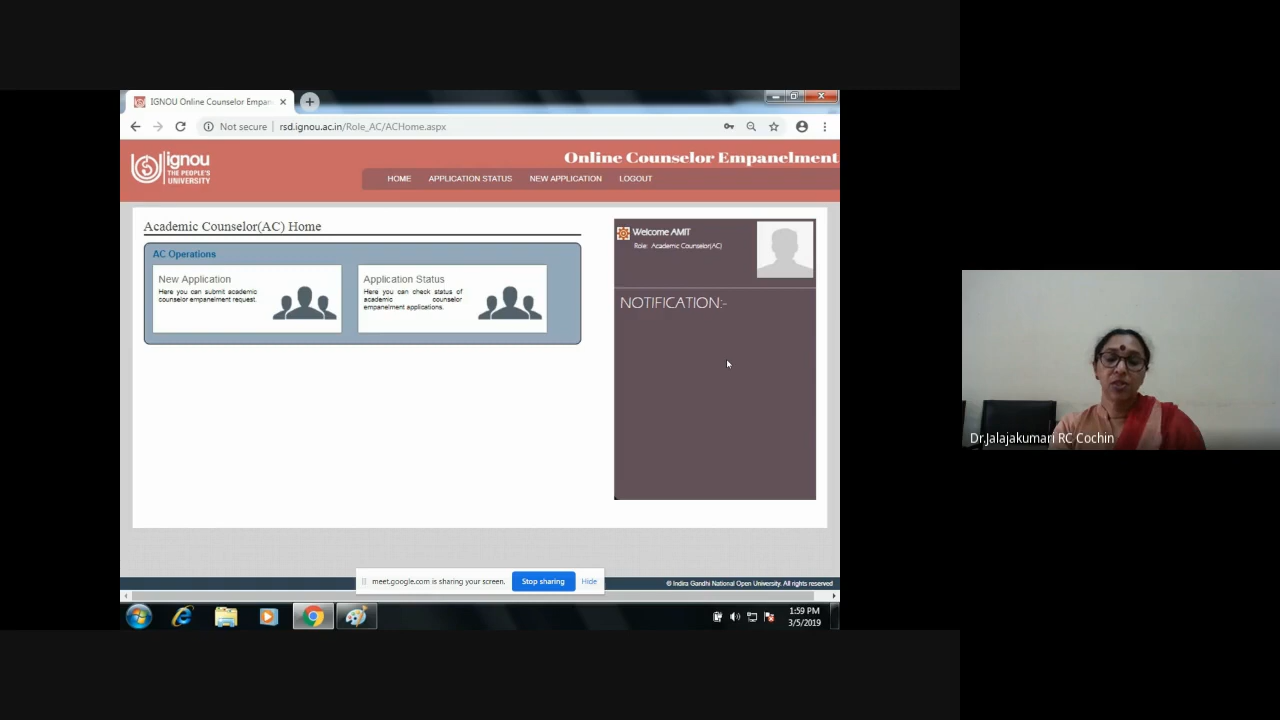 IGNOU Online Counselor Empan
Not secure | rsd.ignou.ac.in/Role_AC/ACHome.aspx
ignou
THE PEOPLE'S
UNIVERSITY
Online Counselor Empanelment
HOME APPLICATION STATUS NEW APPLICATION LOGOUT
Academic Counselor(AC) Home
AC Operations
New Application
Here you can submit academic
counselor empanelment request.
Application Status
Here you can check status of
academic counselor
empanelment applications.
Welcome AMIT
Role: Academic Counselor(AC)
NOTIFICATION:-
Dr.Jalajakumari RC Cochin
meet.google.com is sharing your screen. Stop sharing Hide
© Indira Gandhi National Open University. All rights reserved
1:59 PM
3/5/2019